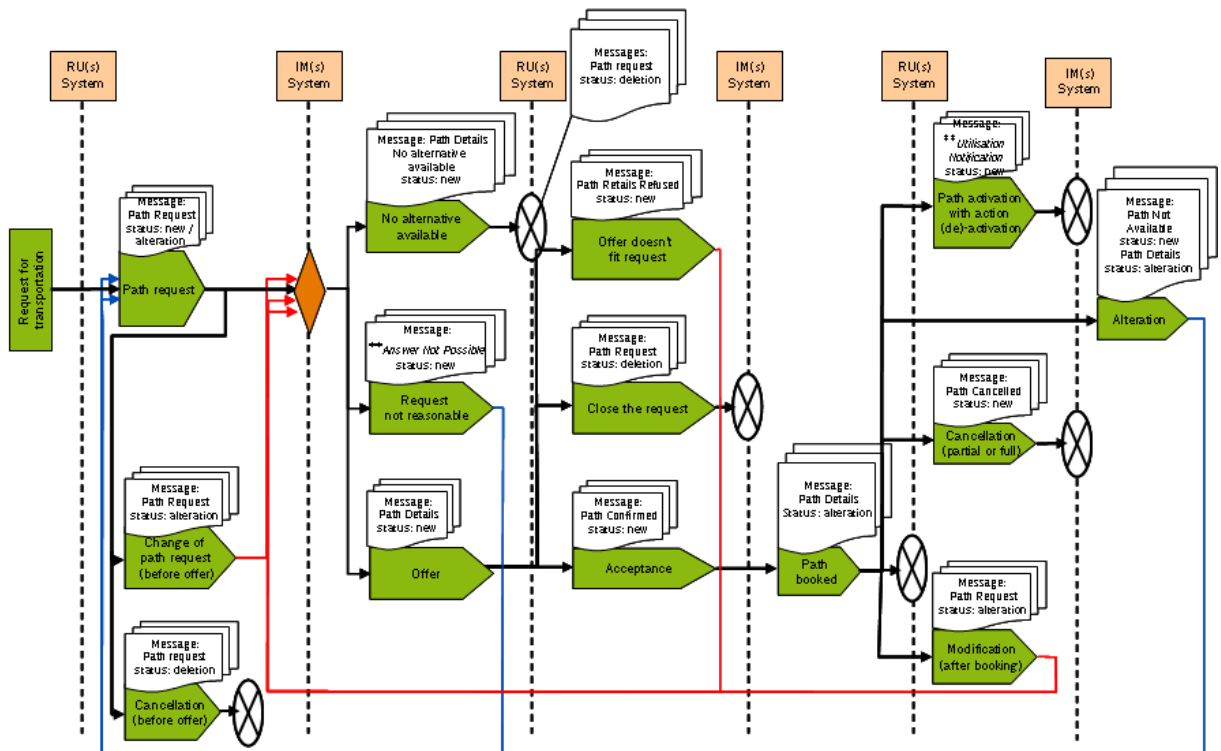 RU(s)
System
IM(s)
System
RU(s)
System
IM(s)
System
RU(s)
System
IM(s)
System
Messages:
Path request
status: deletion
Request for
transportation
Message:
Path Request
status: new /
alteration
Path request
Message: Path Details
No alternative
available
status: new
No alternative
available
Message:
**Answer Not Possible
status: new
Request
not reasonable
Message:
Path Details
status: new
Offer
Message:
Path Request
status: alteration
Change of
path request
(before offer)
Message:
Path request
status: deletion
Cancellation
(before offer)
Message:
Path Retails Refused
status: new
Offer doesn't
fit request
Message:
Path Request
status: deletion
Close the request
Message:
Path Confirmed
status: new
Acceptance
Message:
Path Details
Status: alteration
Path
booked
Message:
**Utilisation
Notification
status: new
Path activation
with action
(de)-activation
Message:
Path Not
Available
status: new
Path Details
status: alteration
Alteration
Message:
Path Cancelled
status: new
Cancellation
(partial or full)
Message:
Path Request
status: alteration
Modification
(after booking)